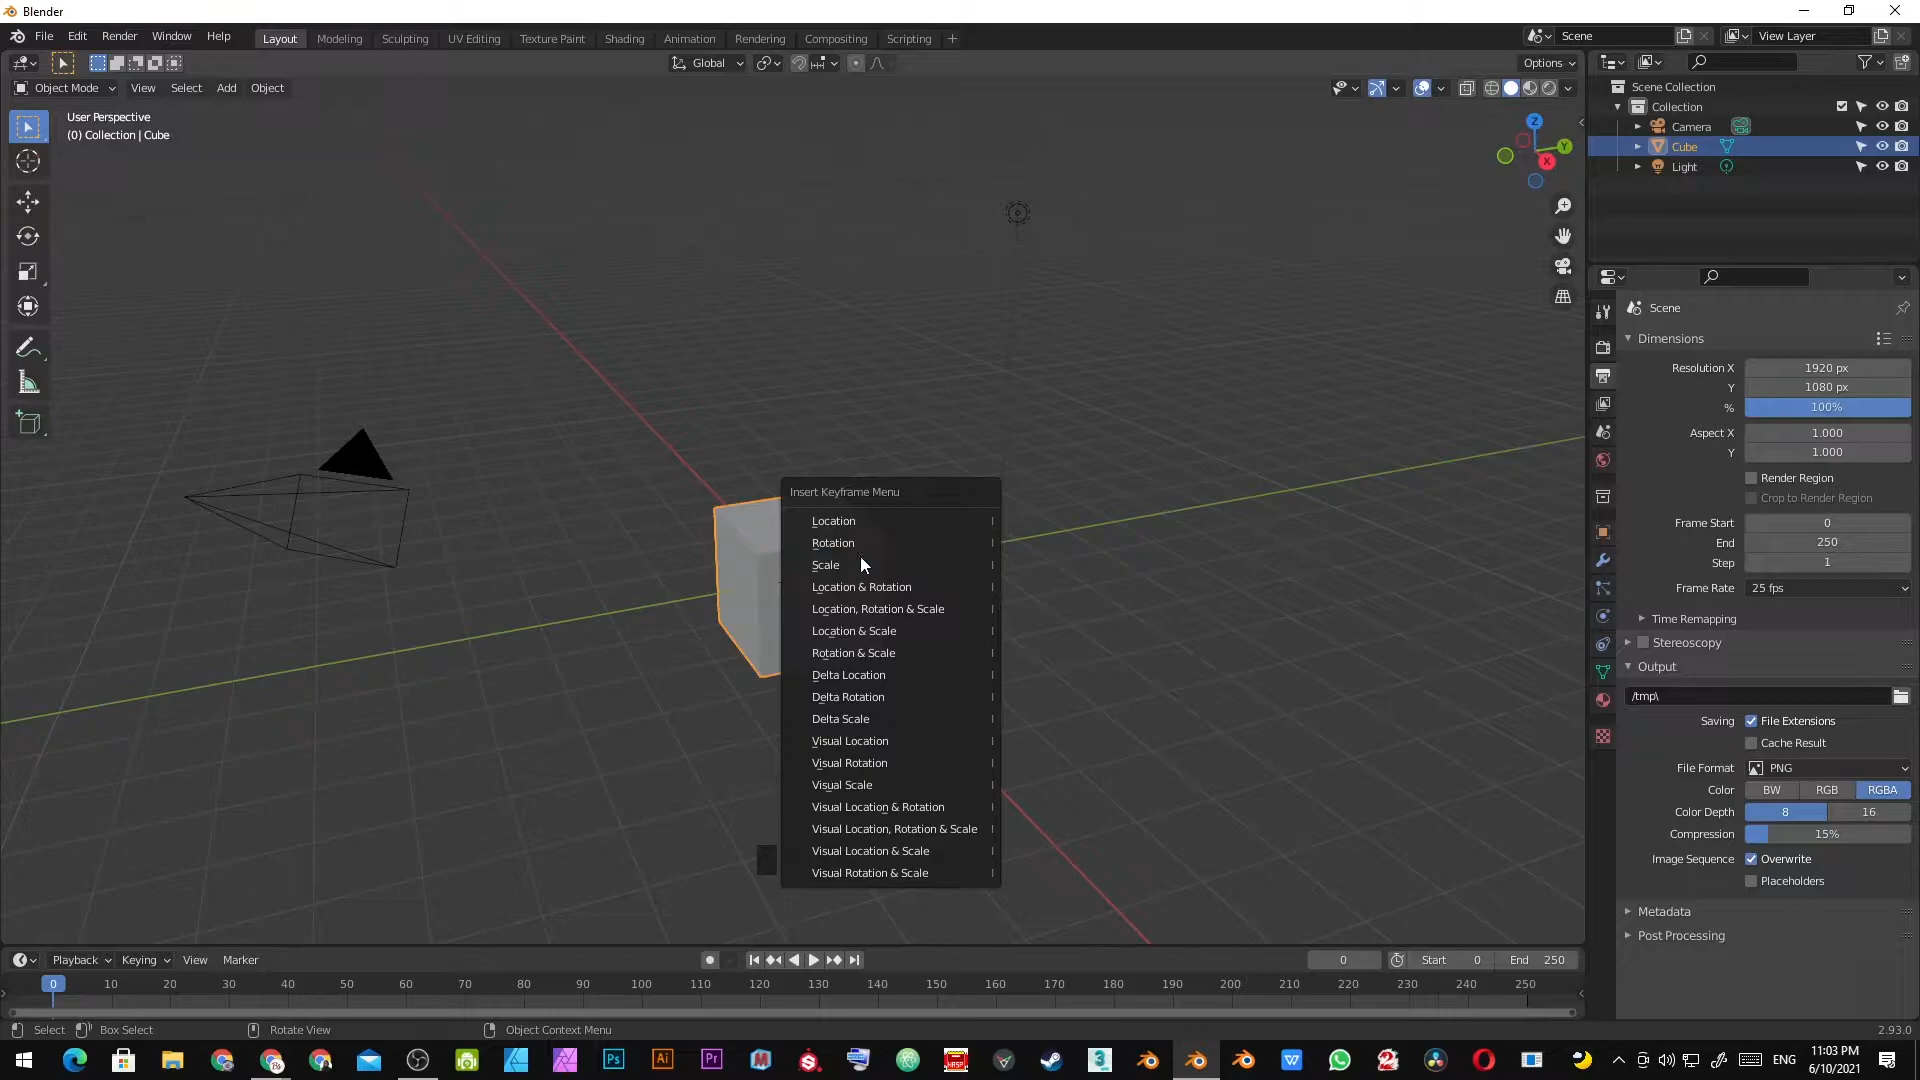 Blender
File Edit Render Window Help
Layout Modeling Sculpting UV Editing Texture Paint Shading Animation Rendering Compositing Scripting +
Scene
View Layer
Global
Options
Object Mode View Select Add Object
User Perspective
(0) Collection | Cube
Z
Y
X
Scene Collection
Collection
Camera
Cube
Light
Scene
Dimensions
Resolution X 1920 px
Y 1080 px
% 100%
Aspect X 1.000
Y 1.000
Render Region
Crop to Render Region
Frame Start 0
End 250
Step 1
Frame Rate 25 fps
Time Remapping
Stereoscopy
Output
/tmp\
Saving File Extensions
Cache Result
File Format PNG
Color BW RGB RGBA
Color Depth 8 16
Compression 15%
Image Sequence Overwrite
Placeholders
Metadata
Post Processing
Insert Keyframe Menu
Location I
Rotation I
Scale I
Location & Rotation I
Location, Rotation & Scale I
Location & Scale I
Rotation & Scale I
Delta Location I
Delta Rotation I
Delta Scale I
Visual Location I
Visual Rotation I
Visual Scale I
Visual Location & Rotation I
Visual Location, Rotation & Scale I
Visual Location & Scale I
Visual Rotation & Scale I
Playback Keying View Marker
0 Start 0 End 250
0 10 20 30 40 50 60 70 80 90 100 110 120 130 140 150 160 170 180 190 200 210 220 230 240 250
Select Box Select Rotate View Object Context Menu 2.93.0
Ps Ai Pr
ENG
11:03 PM
6/10/2021